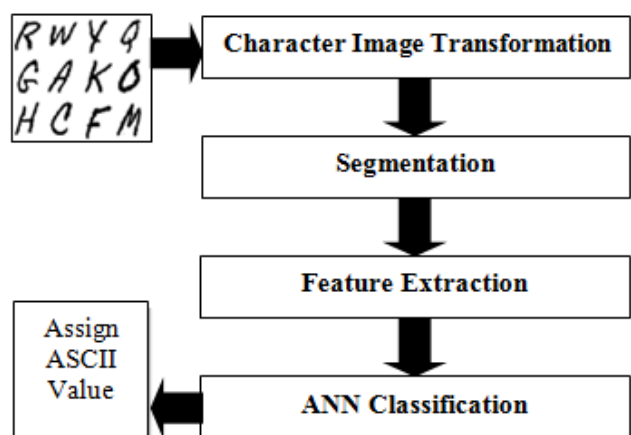 R W Y Q
G A K O
H C F M
Character Image Transformation
Segmentation
Feature Extraction
ANN Classification
Assign
ASCII
Value